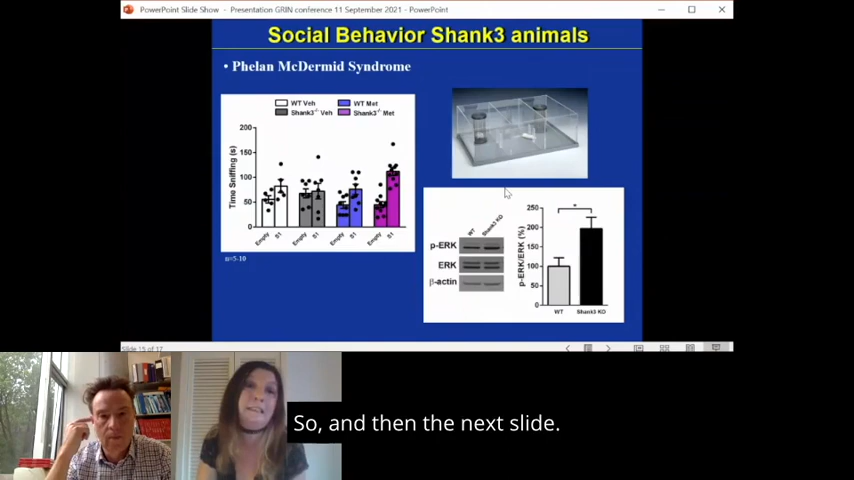 PowerPoint Slide Show - Presentation GRIN conference 11 September 2021 - PowerPoint
Social Behavior Shank3 animals
• Phelan McDermid Syndrome
WT Veh
WT Met
Shank3-/- Veh
Shank3-/- Met
200
150
100
50
0
Time Sniffing (s)
Empty
S1
Empty
S1
Empty
S1
Empty
S1
n=5-10
WT
Shank3 KO
p-ERK
ERK
β-actin
*
250
200
150
100
50
0
p-ERK/ERK (%)
WT
Shank3 KO
Slide 15 of 17
So, and then the next slide.